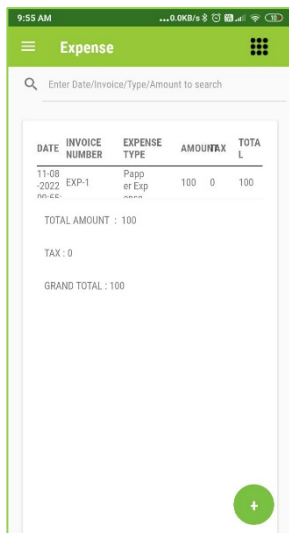 9:55 AM ...0.0KB/s
Expense
Enter Date/Invoice/Type/Amount to search
DATE INVOICE NUMBER EXPENSE TYPE AMOUNT TAX TOTA L
11-08 -2022 EXP-1 Papp er Exp 100 0 100
TOTAL AMOUNT : 100
TAX : 0
GRAND TOTAL : 100
+